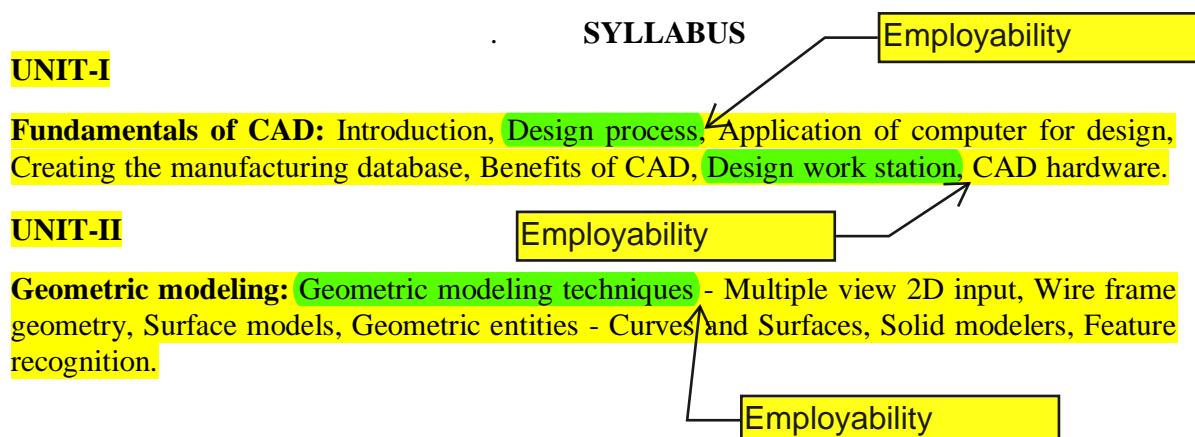 . SYLLABUS
Employability
UNIT-I
Fundamentals of CAD: Introduction, Design process, Application of computer for design,
Creating the manufacturing database, Benefits of CAD, Design work station, CAD hardware.
UNIT-II
Employability
Geometric modeling: Geometric modeling techniques - Multiple view 2D input, Wire frame
geometry, Surface models, Geometric entities - Curves and Surfaces, Solid modelers, Feature
recognition.
Employability